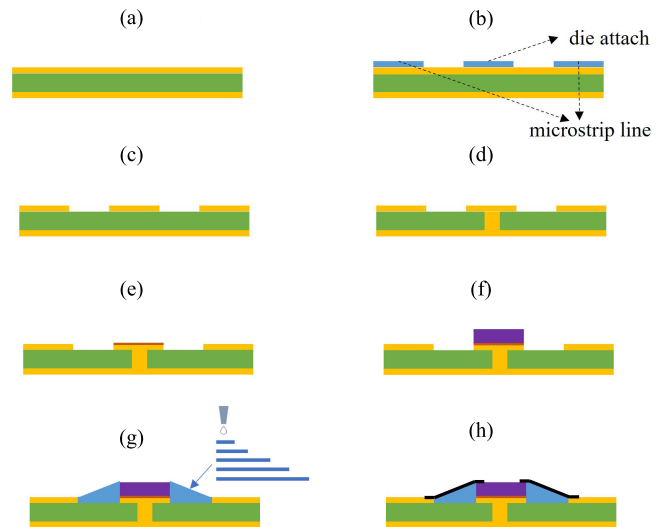 (a)
(b)
die attach
microstrip line
(c)
(d)
(e)
(f)
(g)
(h)